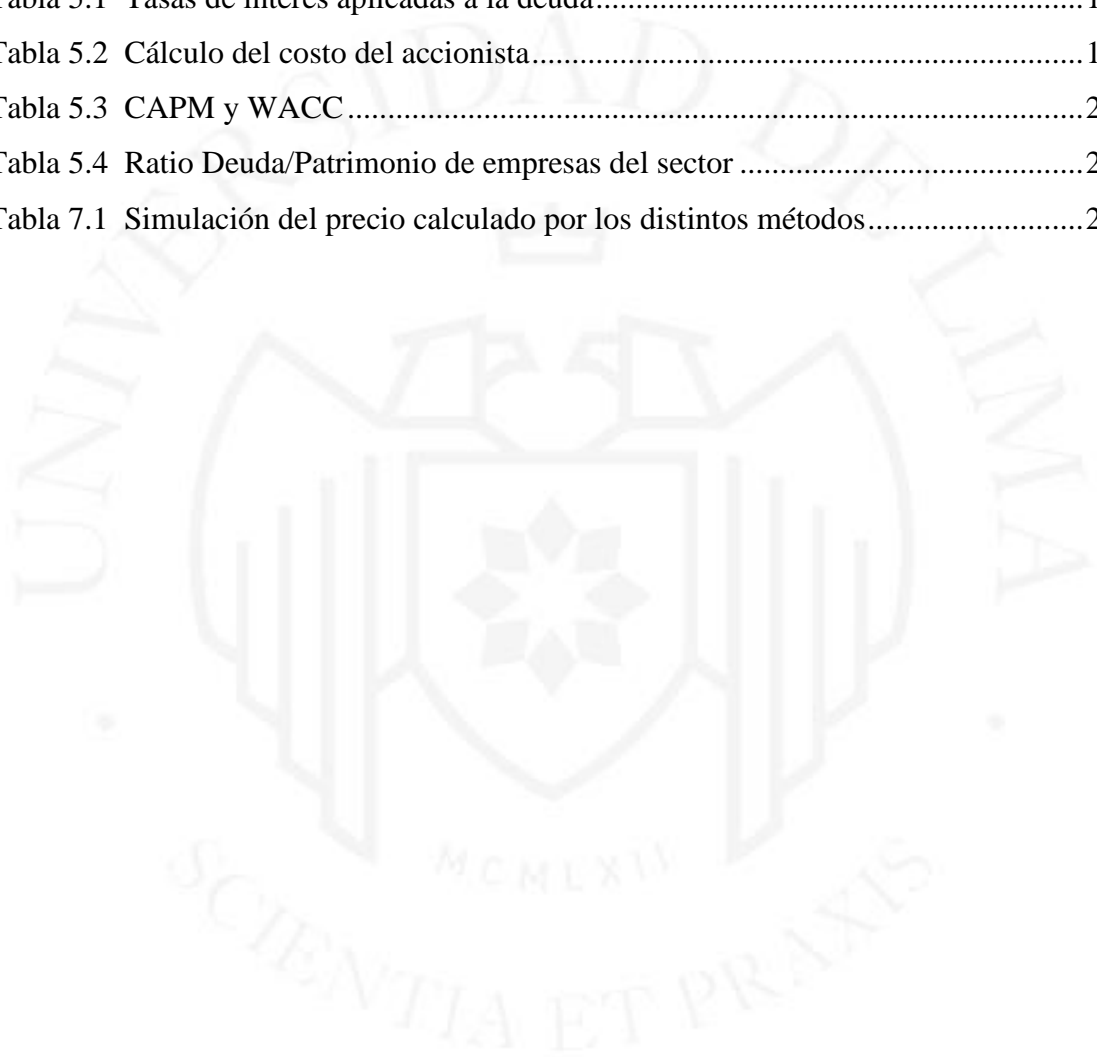 Tabla 5.1 Tasas de interés aplicadas a la deuda....................................................................1
Tabla 5.2 Cálculo del costo del accionista............................................................................1
Tabla 5.3 CAPM y WACC....................................................................................................2
Tabla 5.4 Ratio Deuda/Patrimonio de empresas del sector ................................................2
Tabla 7.1 Simulación del precio calculado por los distintos métodos..............................2
UNIVERSIDAD DE LIMA
MCMLXII
SCIENTIA ET PRAXIS